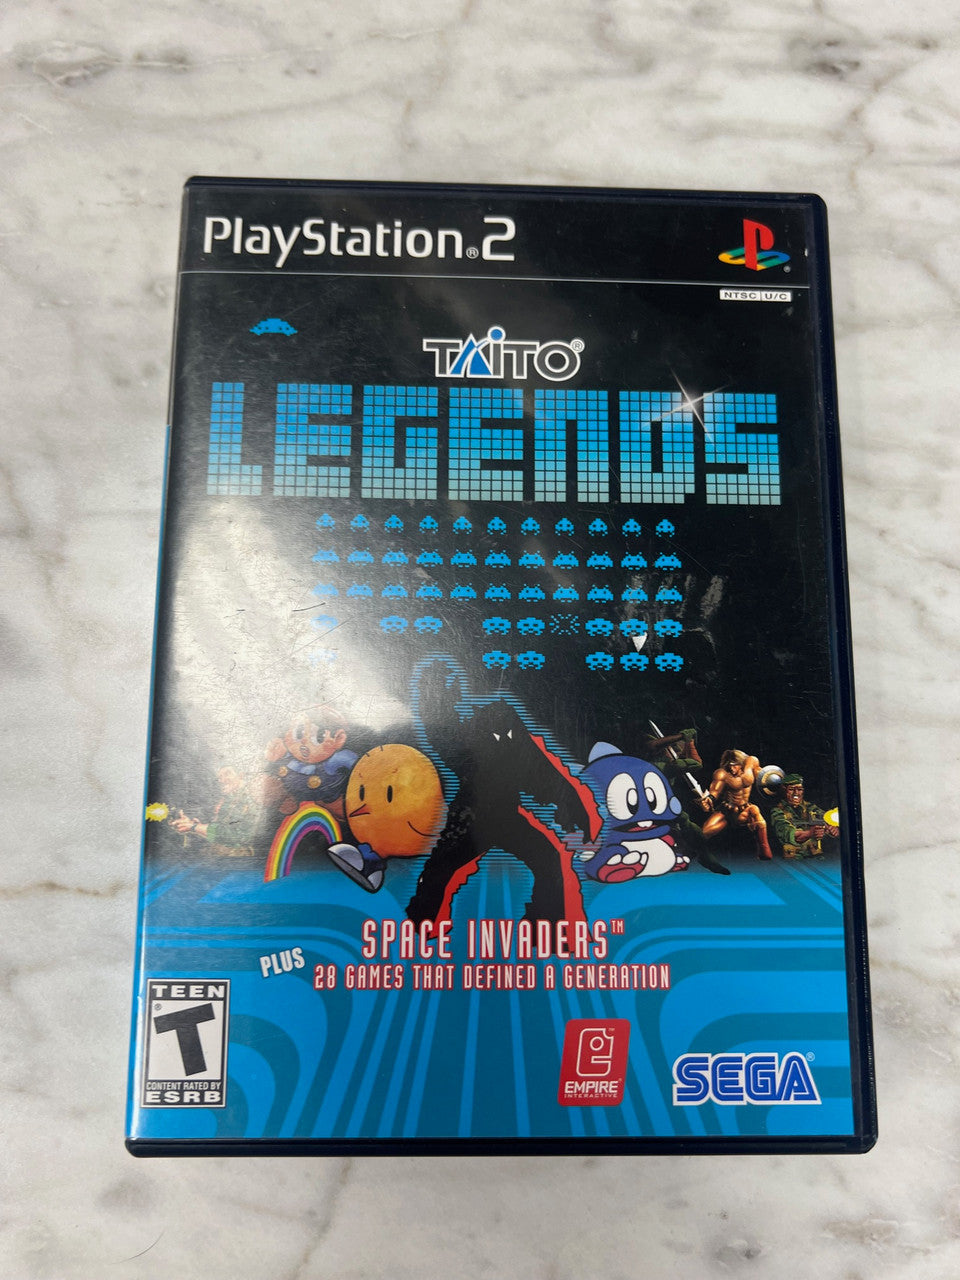 PlayStation®2
NTSC U/C
TAITO®
LEGENDS
SPACE INVADERS™
PLUS 28 GAMES THAT DEFINED A GENERATION
TEEN
T
®
CONTENT RATED BY
ESRB
e™
EMPIRE®
INTERACTIVE
SEGA®